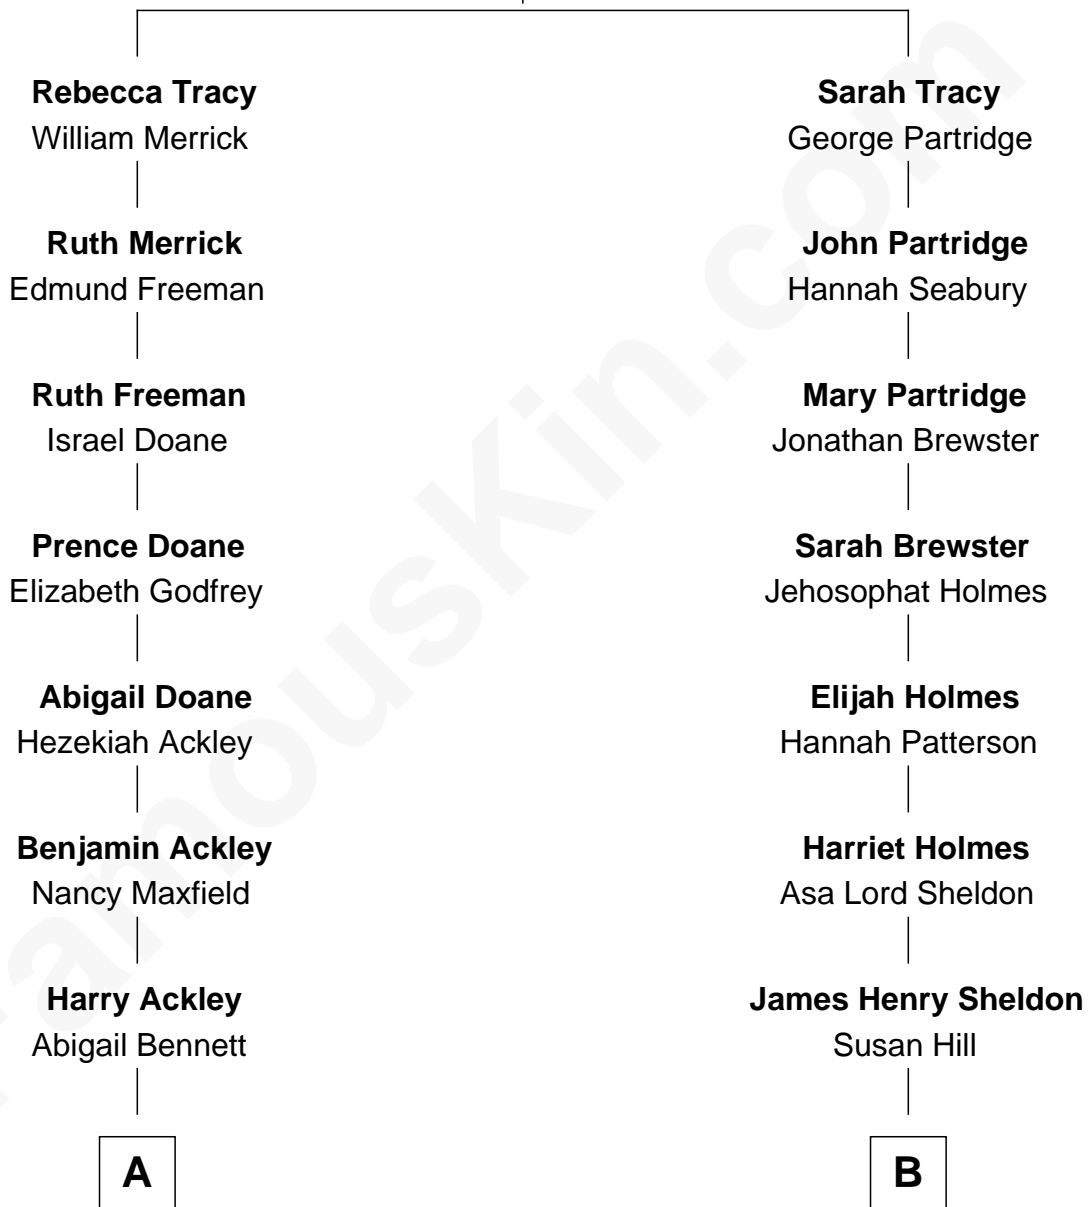 Rebecca Tracy
William Merrick
Sarah Tracy
George Partridge
Ruth Merrick
Edmund Freeman
John Partridge
Hannah Seabury
Ruth Freeman
Israel Doane
Mary Partridge
Jonathan Brewster
Prence Doane
Elizabeth Godfrey
Sarah Brewster
Jehosophat Holmes
Abigail Doane
Hezekiah Ackley
Elijah Holmes
Hannah Patterson
Benjamin Ackley
Nancy Maxfield
Harriet Holmes
Asa Lord Sheldon
Harry Ackley
Abigail Bennett
James Henry Sheldon
Susan Hill
A
B
FamousKin.com